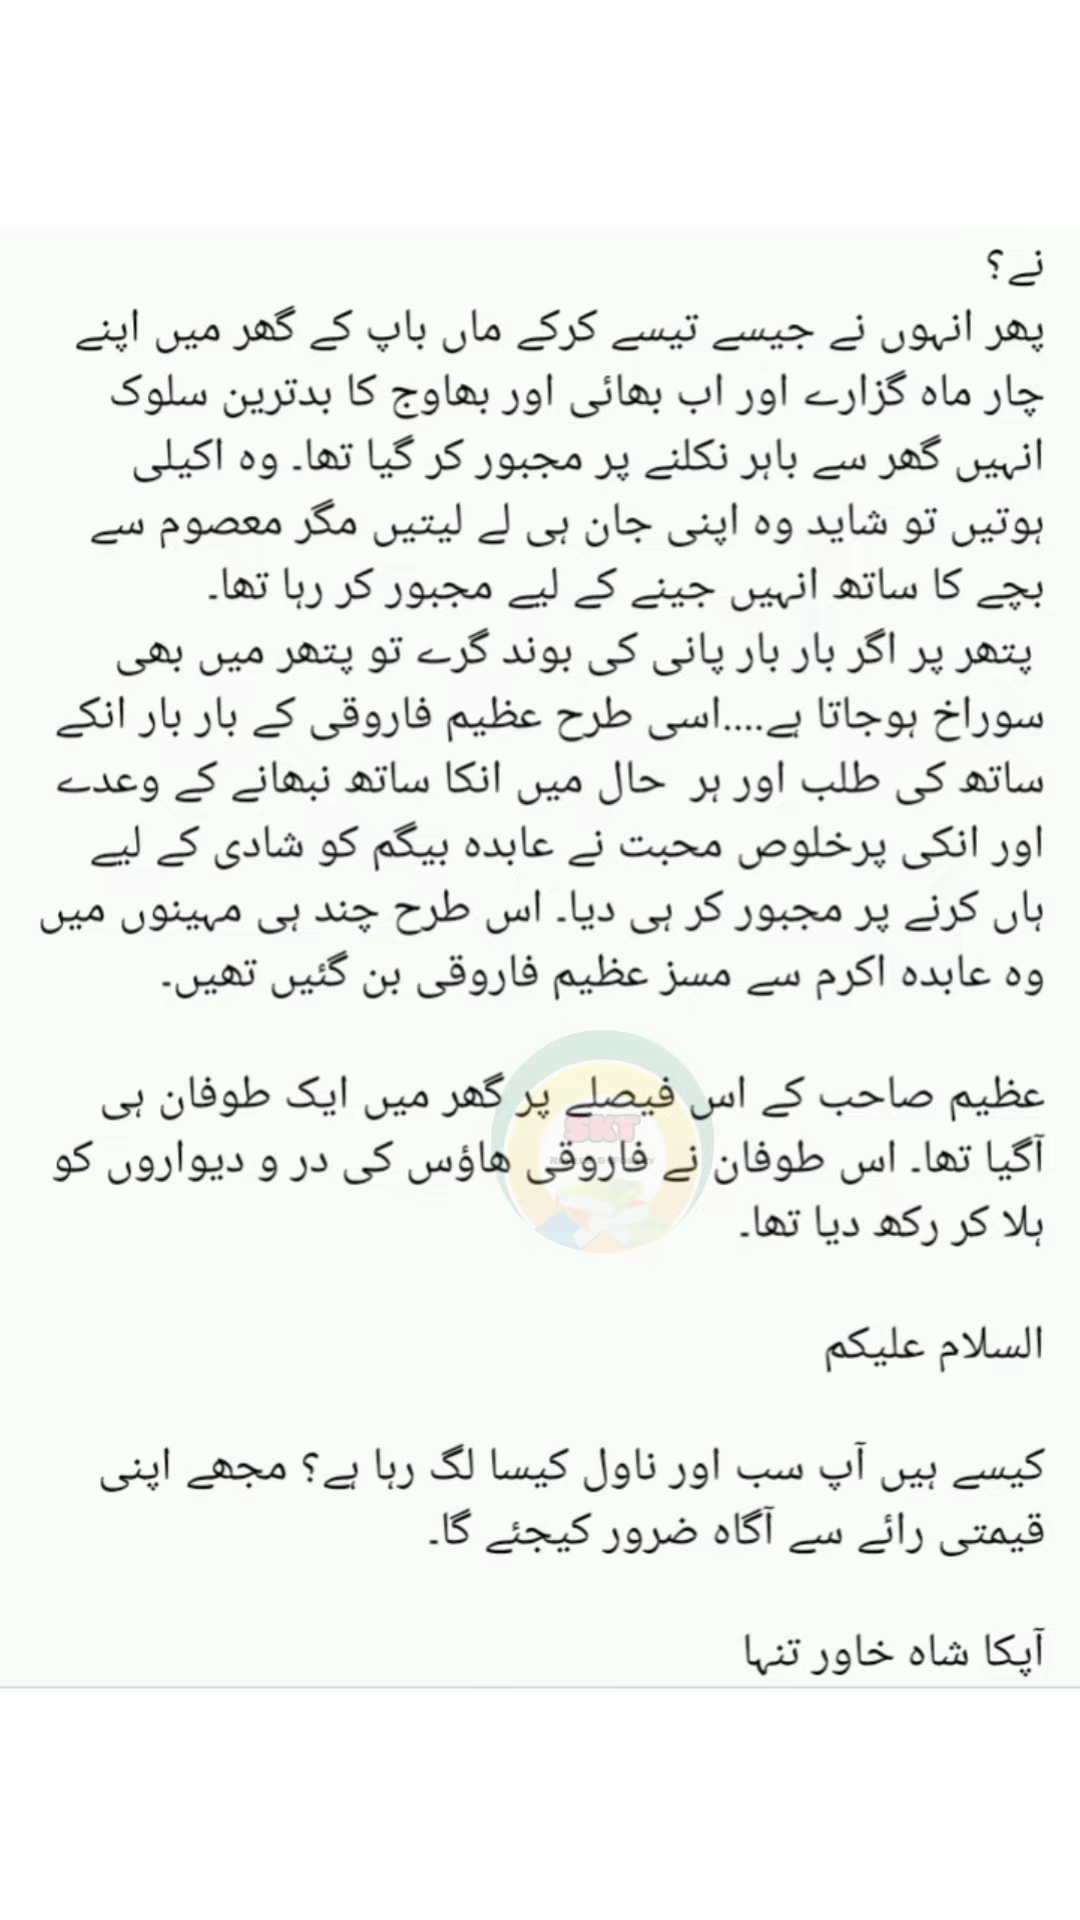 نے؟
پھر انہوں نے جیسے تیسے کرکے ماں باپ کے گھر میں اپنے
چار ماہ گزارے اور اب بھائی اور بھاوج کا بدترین سلوک
انہیں گھر سے باہر نکلنے پر مجبور کر گیا تھا۔ وہ اکیلی
ہوتیں تو شاید وہ اپنی جان ہی لے لیتیں مگر معصوم سے
بچے کا ساتھ انہیں جینے کے لیے مجبور کر رہا تھا۔
پتھر پر اگر بار بار پانی کی بوند گرے تو پتھر میں بھی
سوراخ ہوجاتا ہے....اسی طرح عظیم فاروقی کے بار بار انکے
ساتھ کی طلب اور ہر حال میں انکا ساتھ نبھانے کے وعدے
اور انکی پرخلوص محبت نے عابدہ بیگم کو شادی کے لیے
ہاں کرنے پر مجبور کر ہی دیا۔ اس طرح چند ہی مہینوں میں
وہ عابدہ اکرم سے مسز عظیم فاروقی بن گئیں تھیں۔
عظیم صاحب کے اس فیصلے پر گھر میں ایک طوفان ہی
آگیا تھا۔ اس طوفان نے فاروقی ھاؤس کی در و دیواروں کو
ہلا کر رکھ دیا تھا۔
SKT
السلام علیکم
کیسے ہیں آپ سب اور ناول کیسا لگ رہا ہے؟ مجھے اپنی
قیمتی رائے سے آگاہ ضرور کیجئے گا۔
آپکا شاہ خاور تنہا